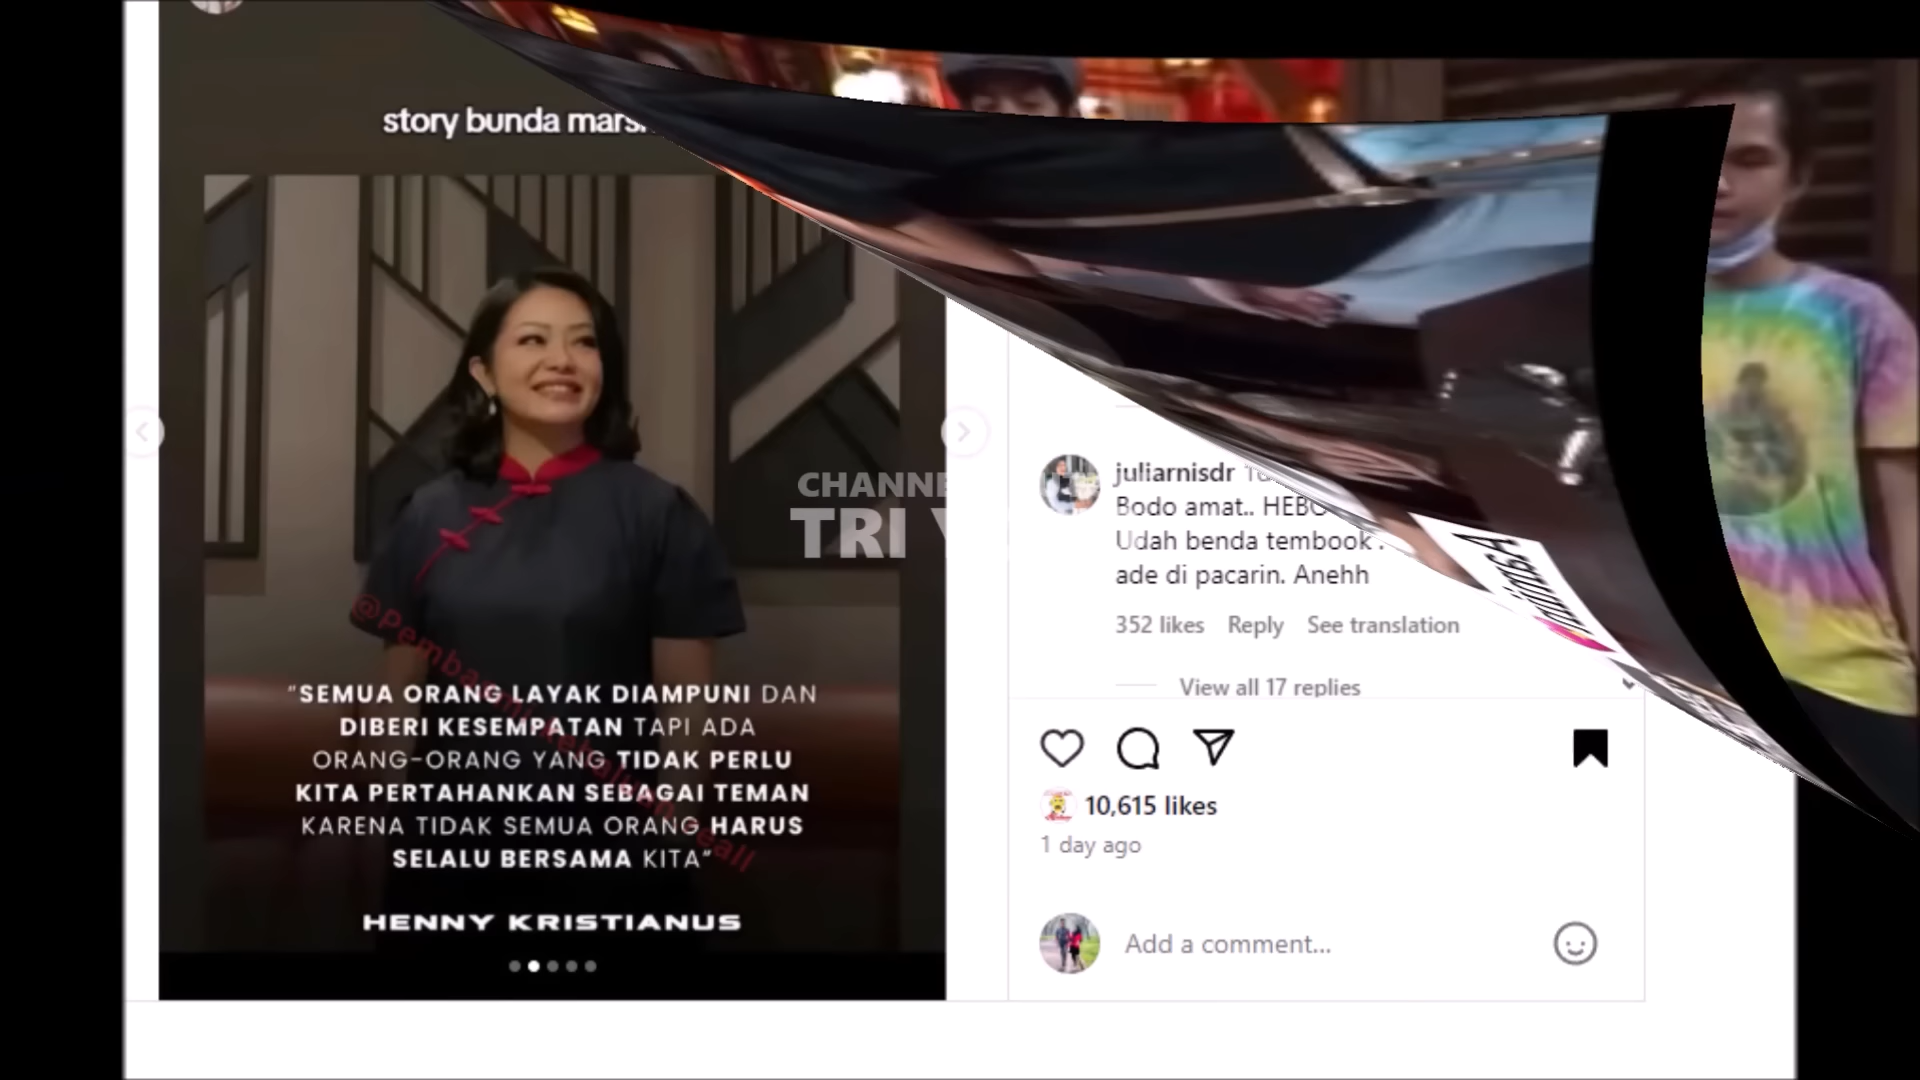 story bunda mars
"SEMUA ORANG LAYAK DIAMPUNI DAN
DIBERI KESEMPATAN TAPI ADA
ORANG-ORANG YANG TIDAK PERLU
KITA PERTAHANKAN SEBAGAI TEMAN
KARENA TIDAK SEMUA ORANG HARUS
SELALU BERSAMA KITA"
HENNY KRISTIANUS
CHANNE
TRI
juliarnisdr
Bodo amat.. HEBO
Udah benda tembook .
ade di pacarin. Anehh
352 likes Reply See translation
View all 17 replies
10,615 likes
1 day ago
Add a comment...